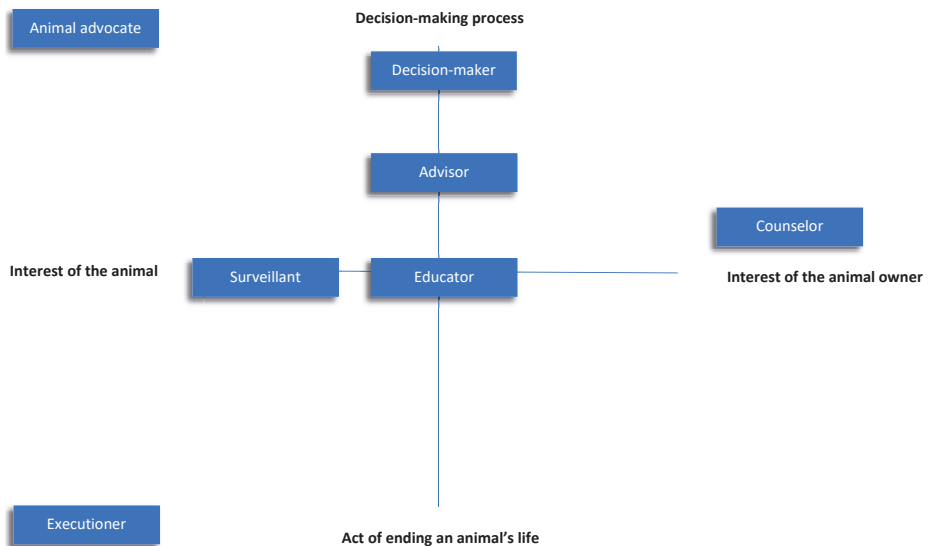 Decision-making process
Animal advocate
Decision-maker
Advisor
Counselor
Interest of the animal
Surveillant
Educator
Interest of the animal owner
Executioner
Act of ending an animal's life